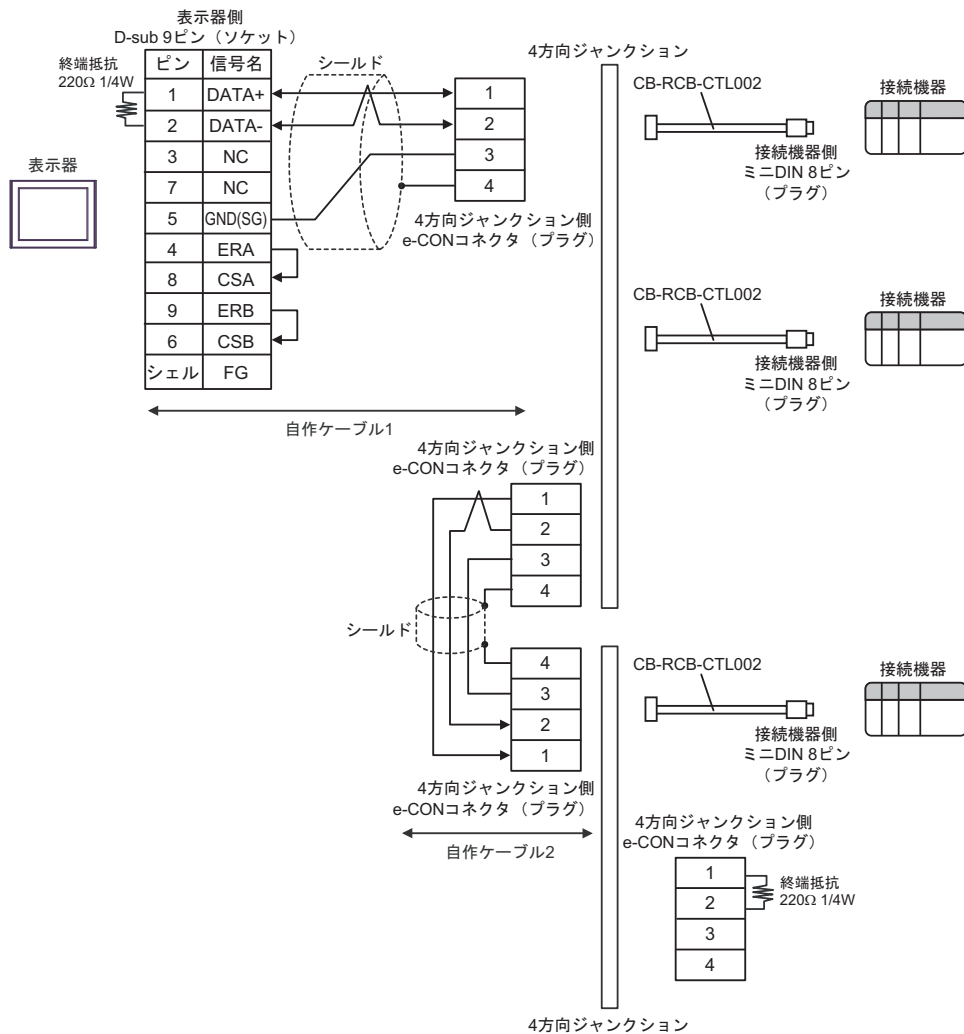 表示器側
D-sub 9ピン（ソケット）
終端抵抗
220Ω 1/4W
ピン 信号名
1 DATA+
2 DATA-
3 NC
7 NC
5 GND(SG)
4 ERA
8 CSA
9 ERB
6 CSB
シェル FG
表示器
シールド
1
2
3
4
4方向ジャンクション側
e-CONコネクタ（プラグ）
自作ケーブル1
4方向ジャンクション
CB-RCB-CTL002
接続機器側
ミニDIN 8ピン
（プラグ）
接続機器
CB-RCB-CTL002
接続機器側
ミニDIN 8ピン
（プラグ）
接続機器
4方向ジャンクション側
e-CONコネクタ（プラグ）
1
2
3
4
シールド
4
3
2
1
4方向ジャンクション側
e-CONコネクタ（プラグ）
自作ケーブル2
CB-RCB-CTL002
接続機器側
ミニDIN 8ピン
（プラグ）
接続機器
4方向ジャンクション側
e-CONコネクタ（プラグ）
1
2
3
4
終端抵抗
220Ω 1/4W
4方向ジャンクション